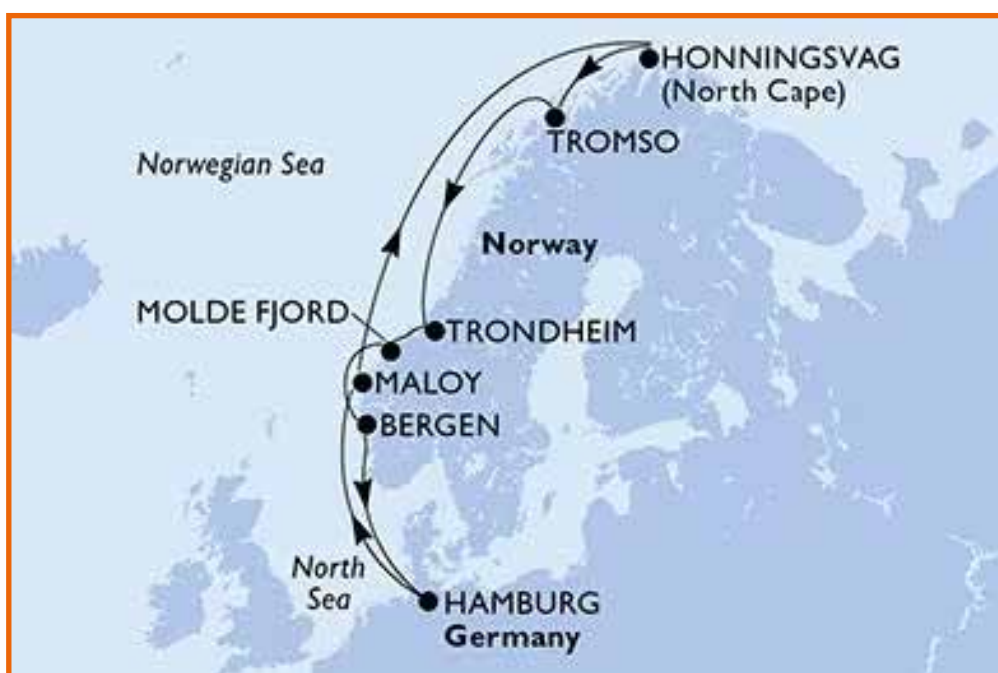 HONNINGSVAG
(North Cape)
TROMSO
Norwegian Sea
Norway
MOLDE FJORD
TRONDHEIM
MALOY
BERGEN
North
Sea
HAMBURG
Germany